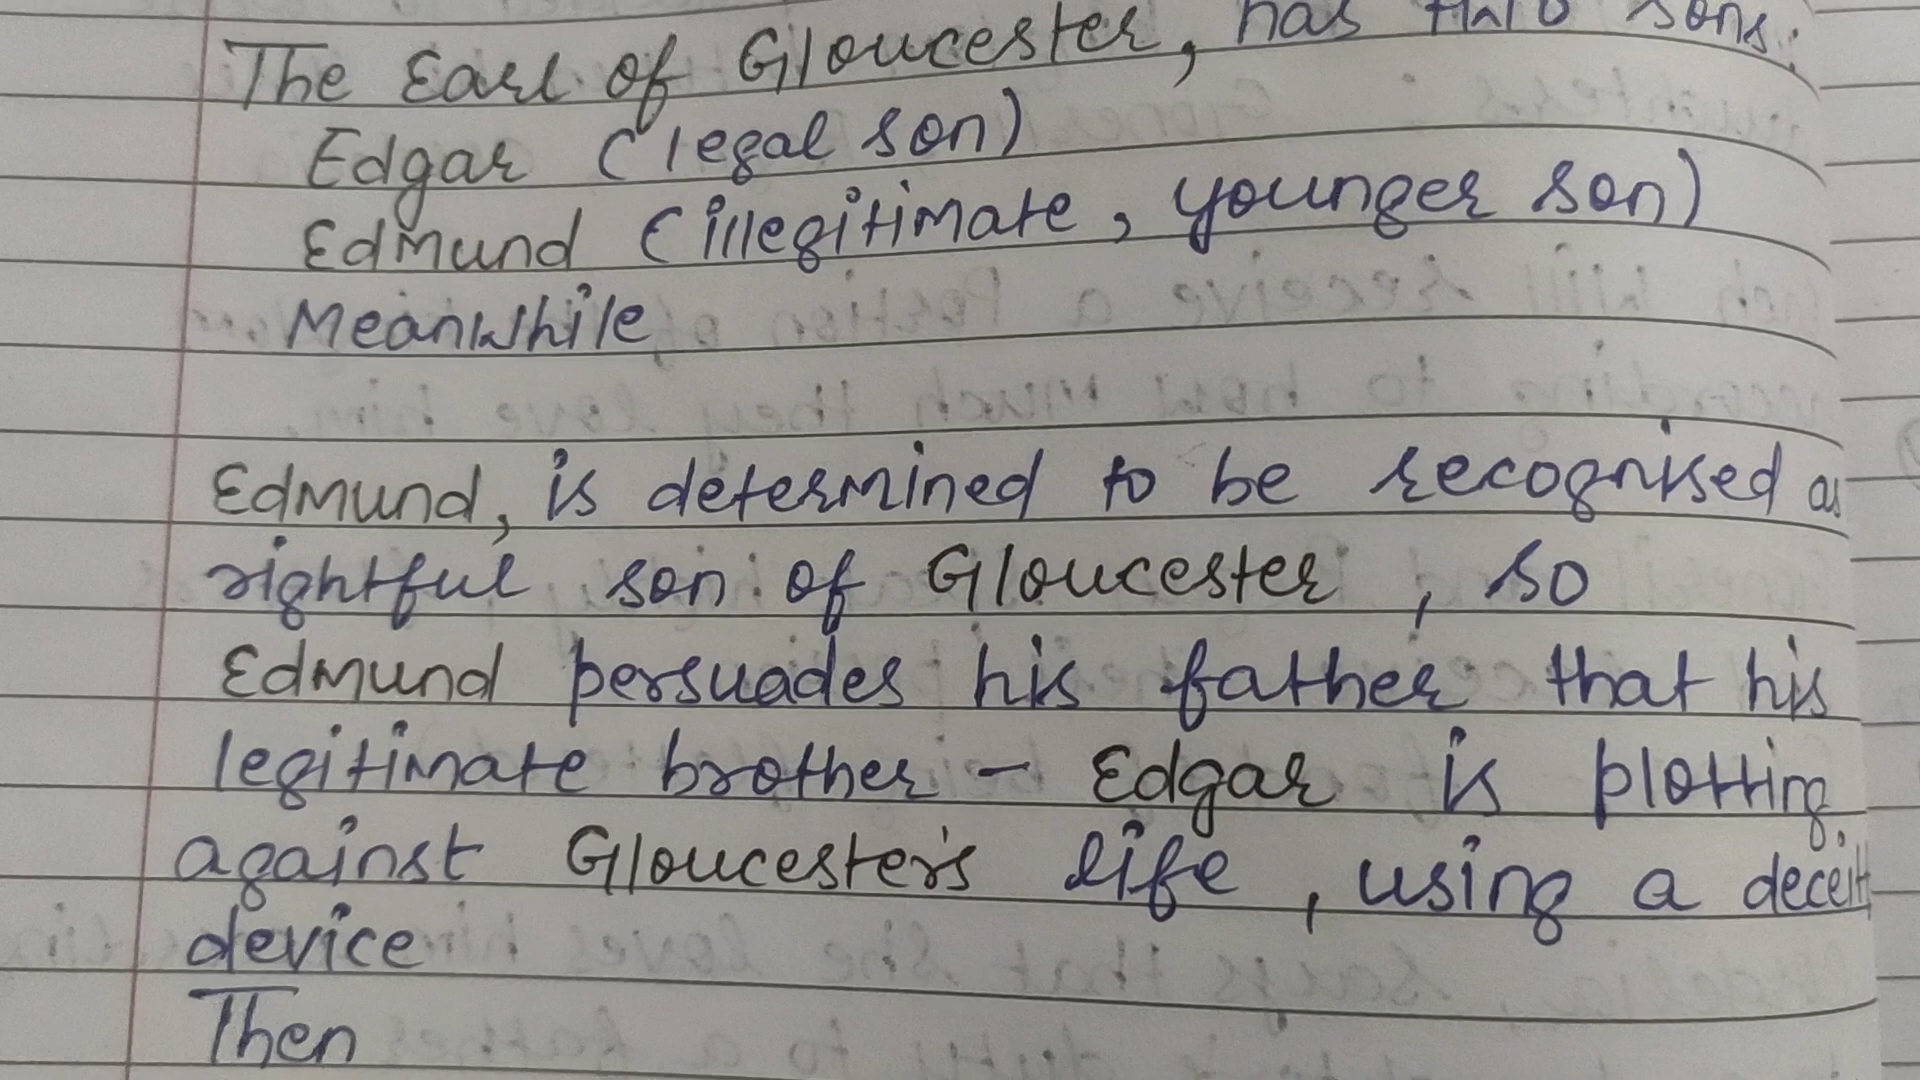 The Earl of Gloucester, has two sons:
Edgar (legal son)
Edmund (illegitimate, younger son)
Meanwhile
Edmund, is determined to be recognised as
rightful son of Gloucester, so
Edmund persuades his father that his
legitimate brother - Edgar is plotting
against Gloucester's life, using a deceit
device
Then